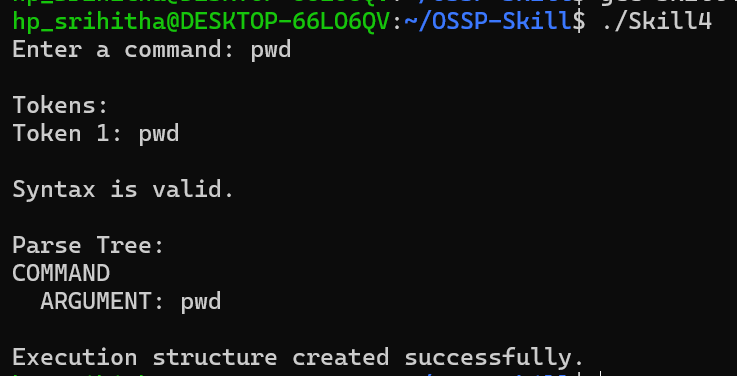 hp_srihitha@DESKTOP-66LO6QV:~/OSSP-Skill$ ./Skill4
Enter a command: pwd
Tokens:
Token 1: pwd
Syntax is valid.
Parse Tree:
COMMAND
  ARGUMENT: pwd
Execution structure created successfully.